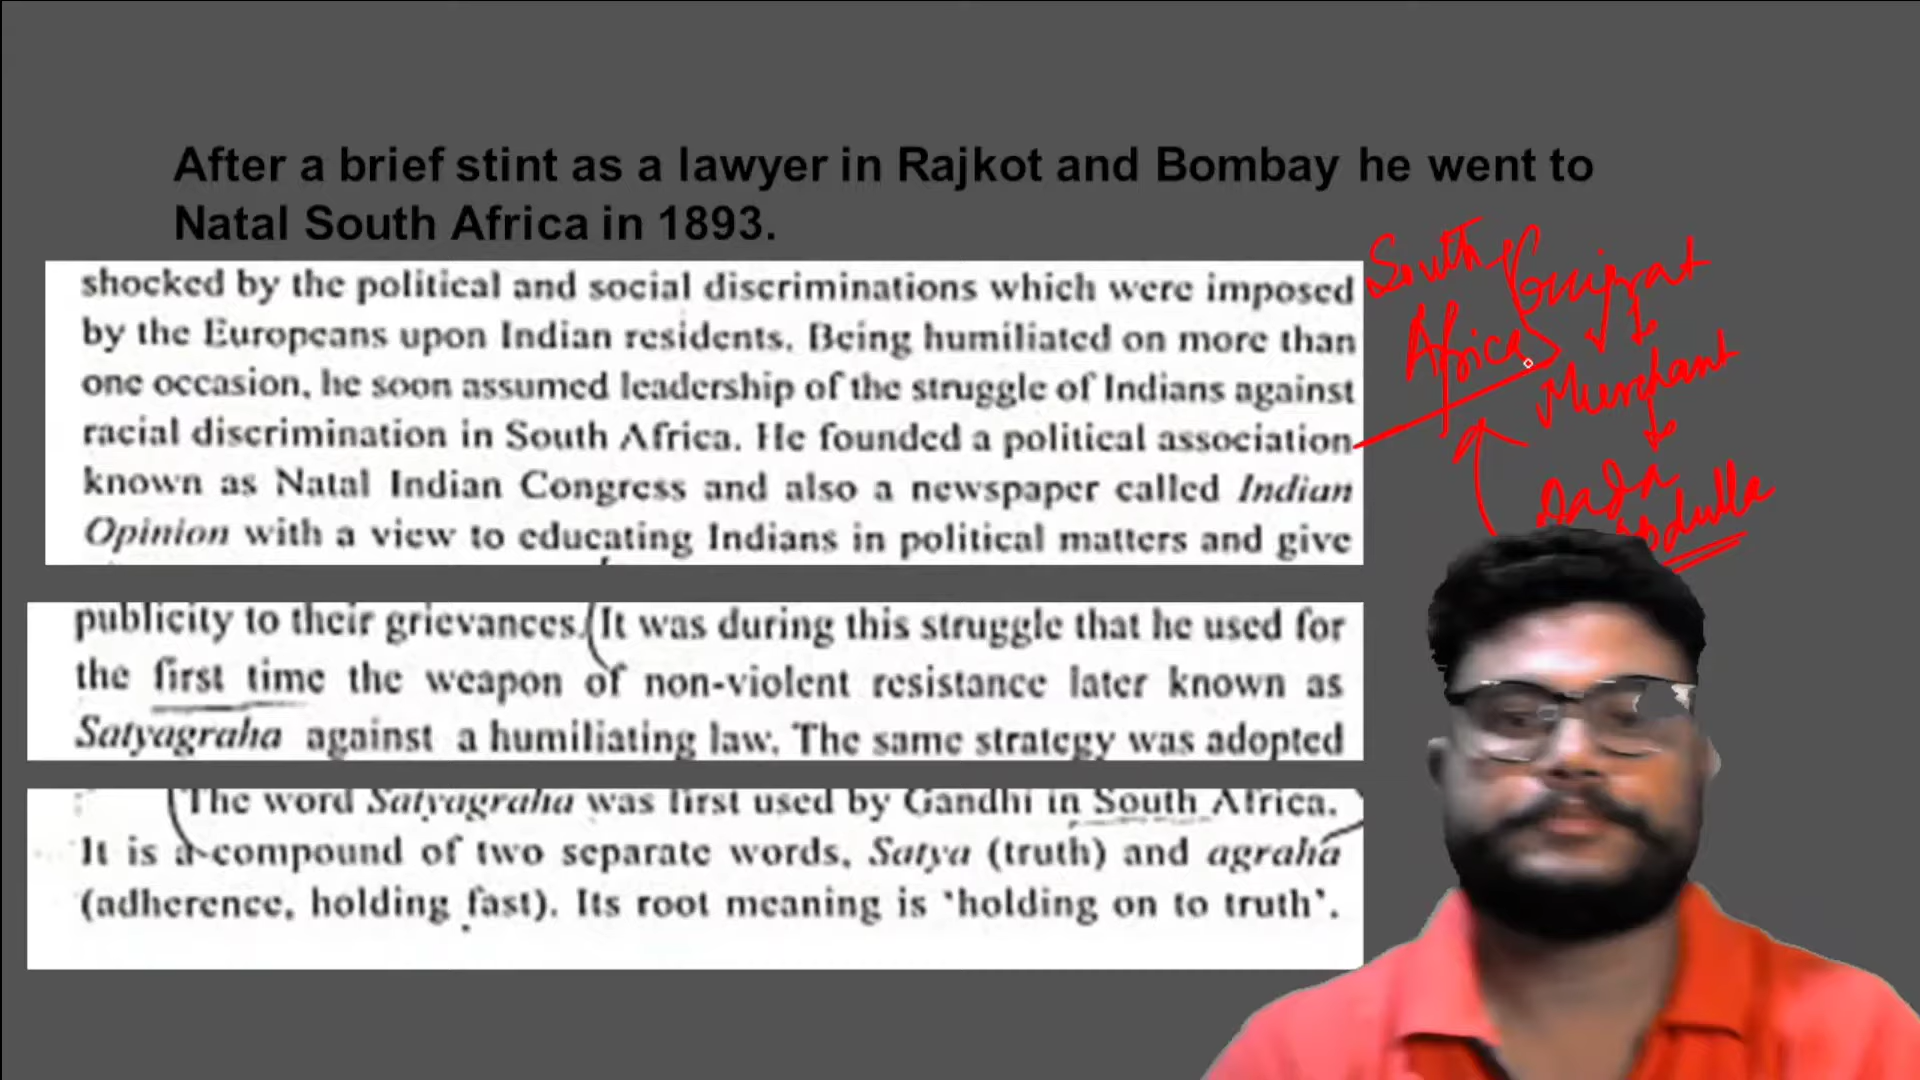 After a brief stint as a lawyer in Rajkot and Bombay he went to
Natal South Africa in 1893.
shocked by the political and social discriminations which were imposed
by the Europeans upon Indian residents. Being humiliated on more than
one occasion, he soon assumed leadership of the struggle of Indians against
racial discrimination in South Africa. He founded a political association
known as Natal Indian Congress and also a newspaper called Indian
Opinion with a view to educating Indians in political matters and give
publicity to their grievances. (It was during this struggle that he used for
the first time the weapon of non-violent resistance later known as
Satyagraha against a humiliating law. The same strategy was adopted
(The word Satyagraha was first used by Gandhi in South Africa.
It is a compound of two separate words, Satya (truth) and agraha
(adherence, holding fast). Its root meaning is 'holding on to truth'.
South
Africa
Gujrat
Merchant
Dada
Abdulla